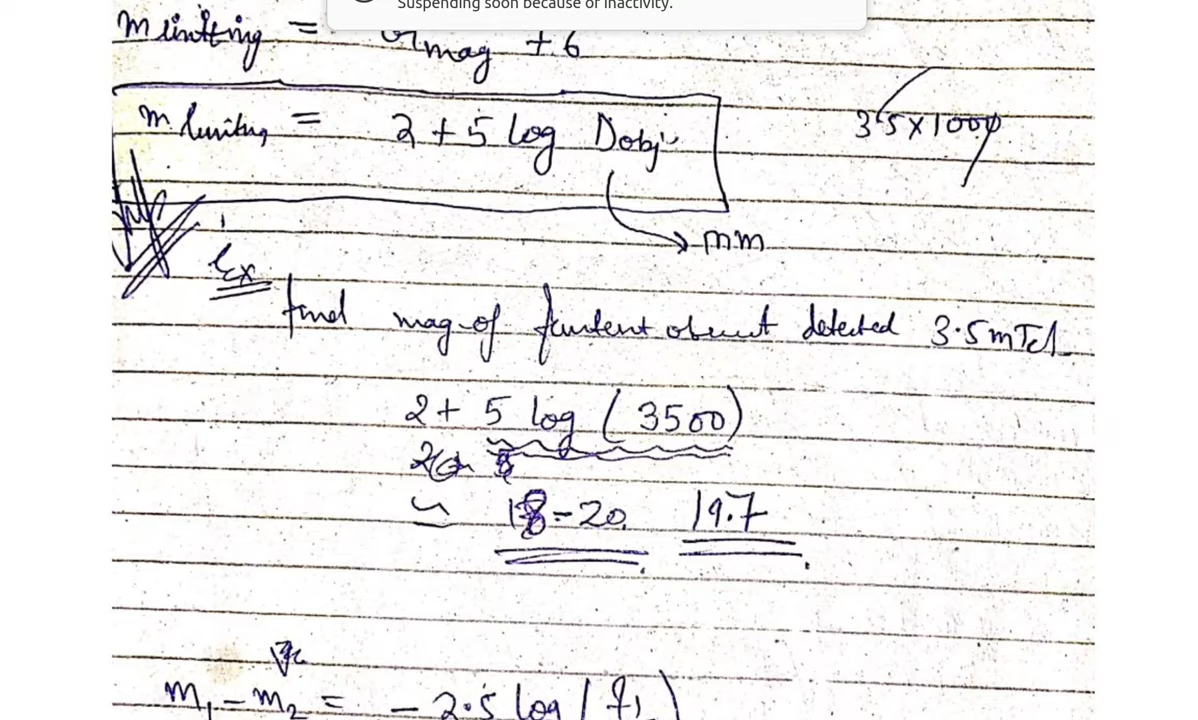 Suspending soon because of inactivity.
m limiting = mag + 6
m limiting = 2 + 5 log Dobj.
3.5 x 1000
→ mm
Ex
find mag. of faintent object detected 3.5m Tel
2 + 5 log (3500)
≈ 18 - 20. 19.7
m₁ - m₂ = - 2.5 log ( f₁ )